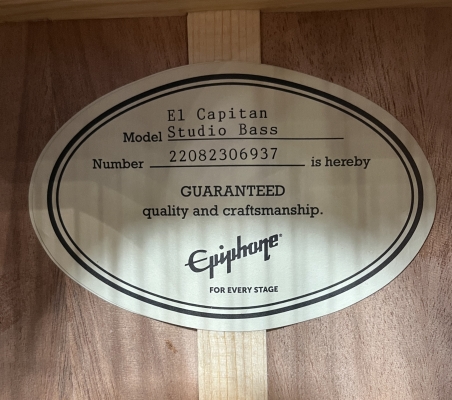 El Capitan
Model Studio Bass
Number 22082306937 is hereby
GUARANTEED
quality and craftsmanship.
Epiphone®
FOR EVERY STAGE